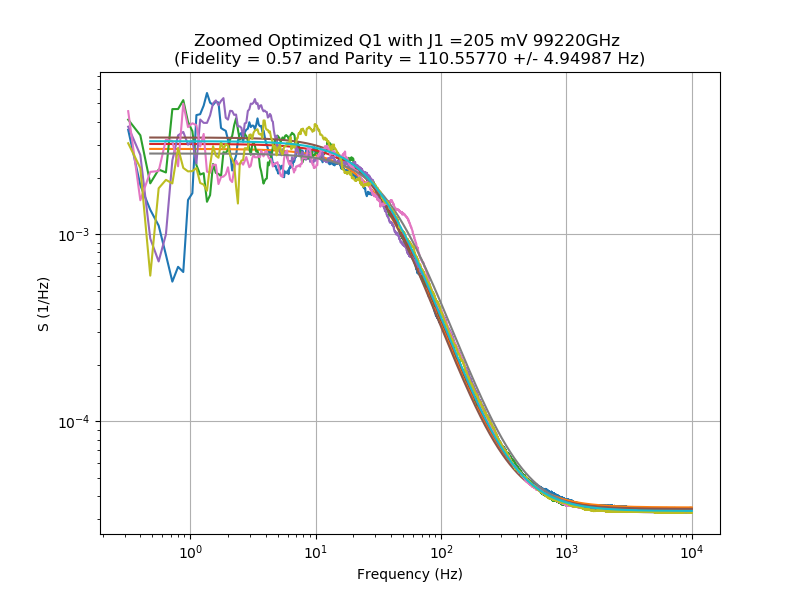 Zoomed Optimized Q1 with J1 =205 mV 99220GHz
(Fidelity = 0.57 and Parity = 110.55770 +/- 4.94987 Hz)
S (1/Hz)
10⁻³
10⁻⁴
10⁰ 10¹ 10² 10³ 10⁴
Frequency (Hz)